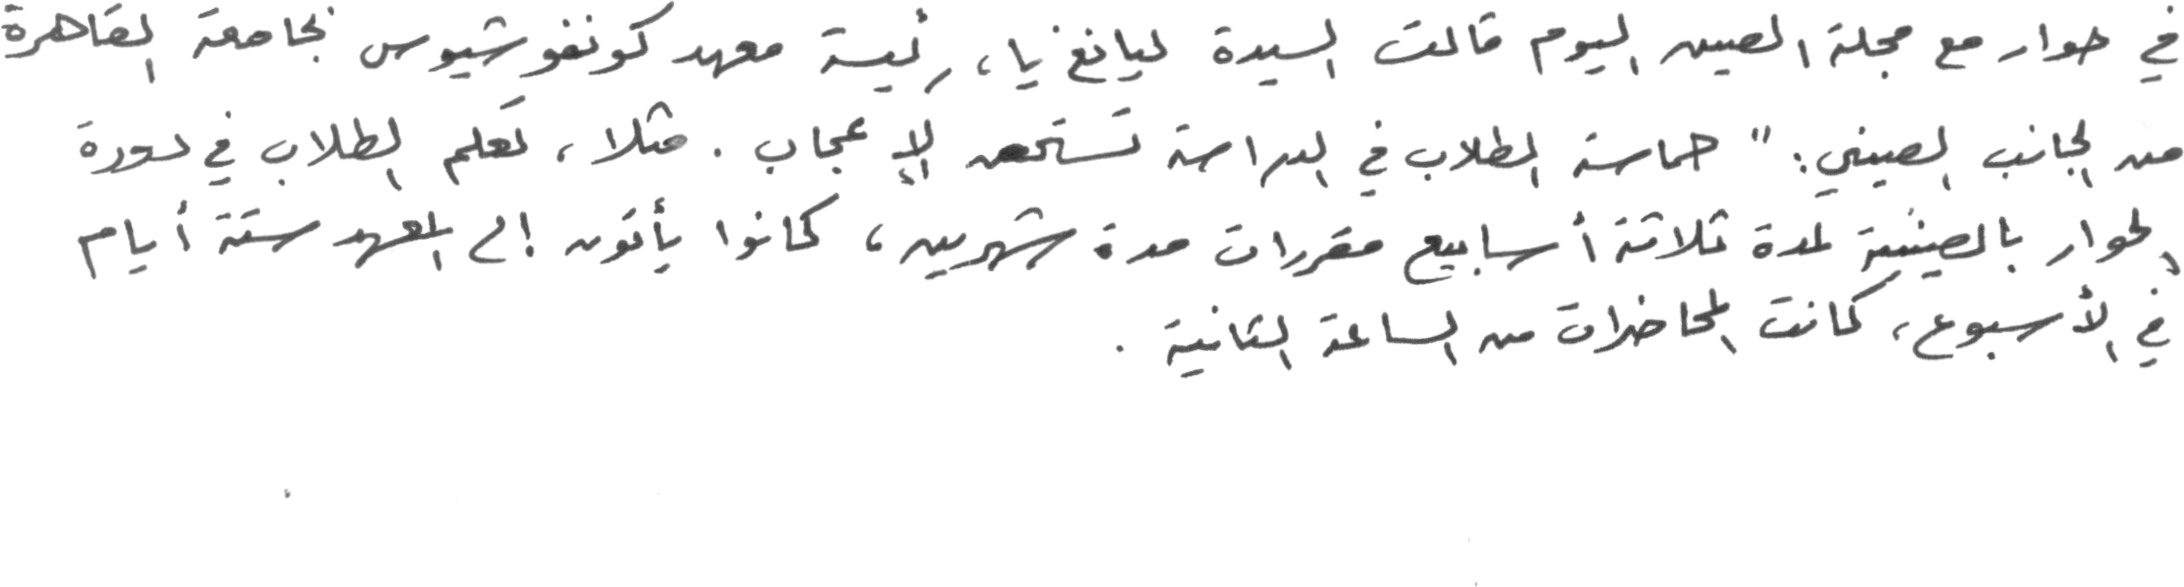 في حوار مع مجلة الصين اليوم قالت السيدة ليانغ يا، رئيسة معهد كونفوشيوس بجامعة القاهرة
من الجانب الصيني: " حماسة الطلاب في الدراسة تستحق الإعجاب. مثلا، تعلم الطلاب في دورة
الحوار بالصينية لمدة ثلاثة أسابيع مقررات مدة شهرين، كانوا يأتون إلى المعهد ستة أيام
في الأسبوع، كانت المحاضرات من الساعة الثانية.